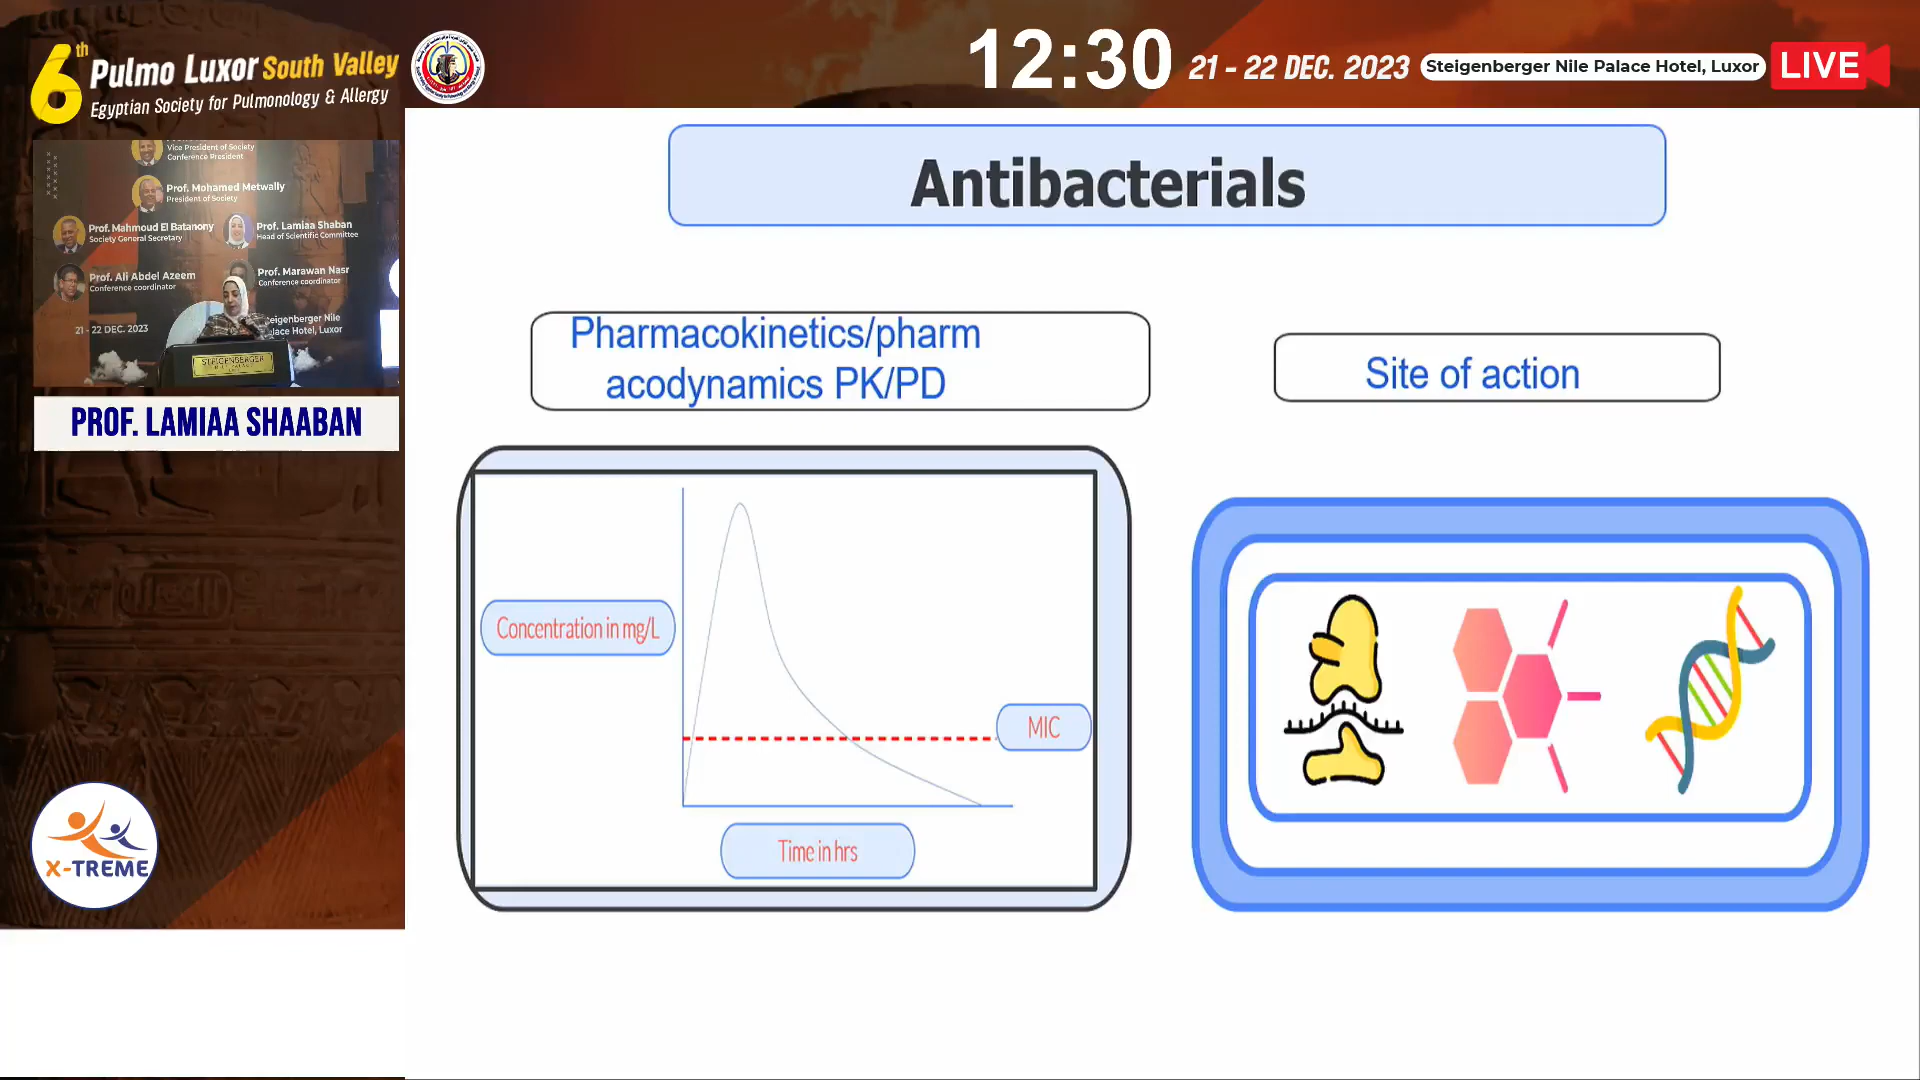 6th
Pulmo Luxor South Valley
Egyptian Society for Pulmonology & Allergy
12:30
21 - 22 DEC. 2023
Steigenberger Nile Palace Hotel, Luxor
LIVE
Vice President of Society
Conference President
Prof. Mohamed Metwally
President of Society
Prof. Mahmoud El Batanony
Society General Secretary
Prof. Lamiaa Shaban
Head of Scientific Committee
Prof. Ali Abdel Azeem
Conference coordinator
Prof. Marawan Nasr
Conference coordinator
21 - 22 DEC. 2023
STEIGENBERGER
PROF. LAMIAA SHAABAN
X-TREME
Antibacterials
Pharmacokinetics/pharm
acodynamics PK/PD
Site of action
Concentration in mg/L
MIC
Time in hrs